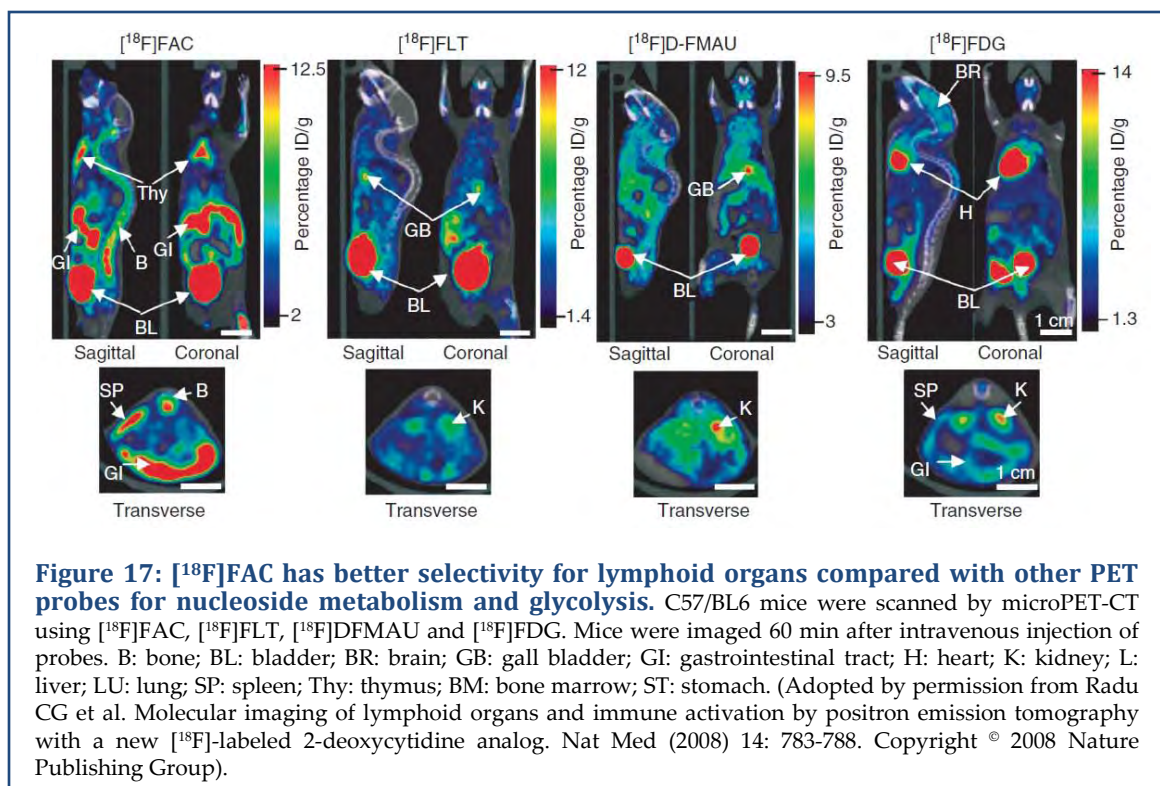 [¹⁸F]FAC
[¹⁸F]FLT
[¹⁸F]D-FMAU
[¹⁸F]FDG
12.5
Percentage ID/g
2
Thy
GI
B
GI
BL
Sagittal Coronal
12
Percentage ID/g
1.4
GB
BL
Sagittal Coronal
9.5
Percentage ID/g
3
GB
BL
Sagittal Coronal
14
Percentage ID/g
1.3
BR
H
BL
1 cm
Sagittal Coronal
SP
B
GI
Transverse
K
Transverse
K
Transverse
SP
K
GI
1 cm
Transverse
Figure 17: [¹⁸F]FAC has better selectivity for lymphoid organs compared with other PET
probes for nucleoside metabolism and glycolysis. C57/BL6 mice were scanned by microPET-CT
using [¹⁸F]FAC, [¹⁸F]FLT, [¹⁸F]DFMAU and [¹⁸F]FDG. Mice were imaged 60 min after intravenous injection of
probes. B: bone; BL: bladder; BR: brain; GB: gall bladder; GI: gastrointestinal tract; H: heart; K: kidney; L:
liver; LU: lung; SP: spleen; Thy: thymus; BM: bone marrow; ST: stomach. (Adopted by permission from Radu
CG et al. Molecular imaging of lymphoid organs and immune activation by positron emission tomography
with a new [¹⁸F]-labeled 2-deoxycytidine analog. Nat Med (2008) 14: 783-788. Copyright © 2008 Nature
Publishing Group).